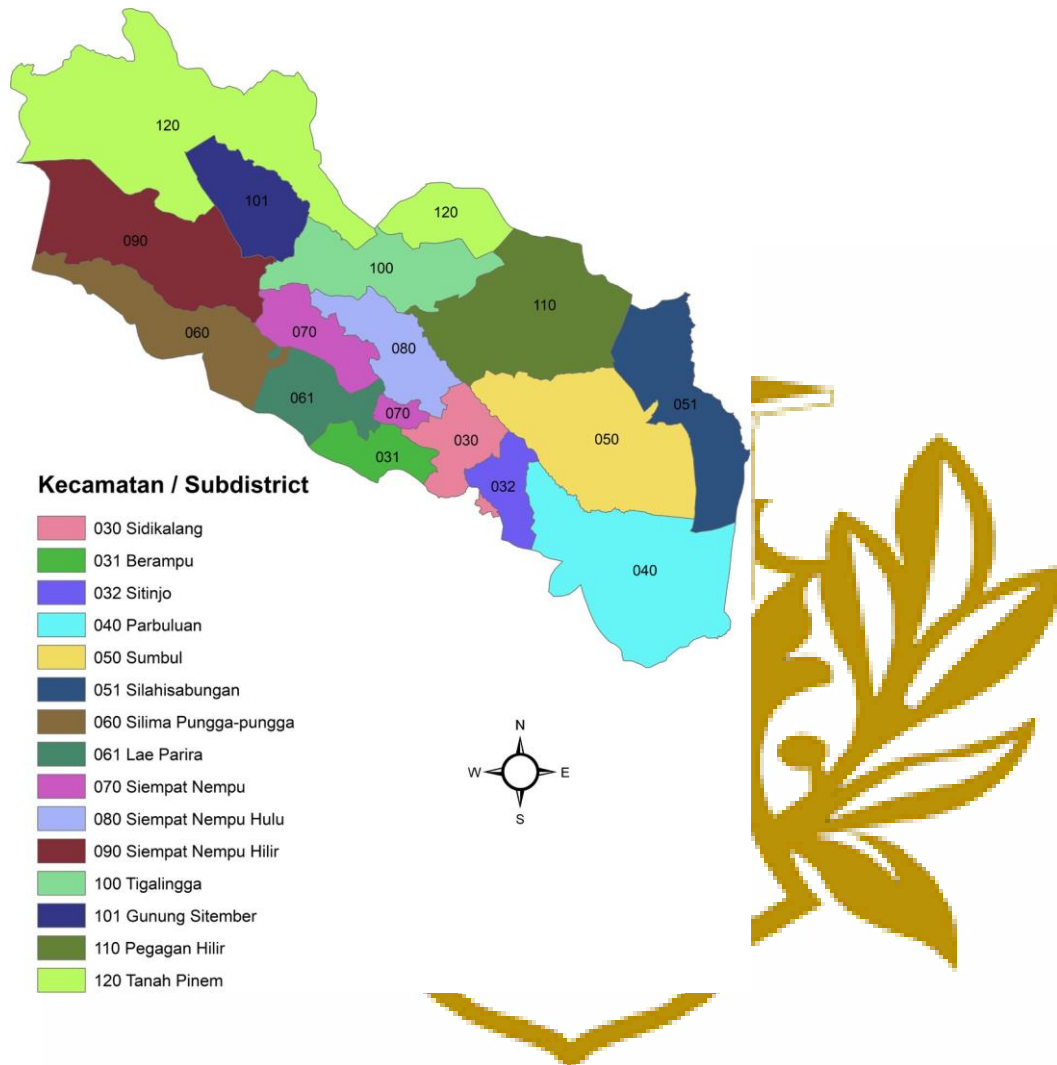 120
101
120
090
100
110
060
070
080
051
061
070
030
050
031
032
040
Kecamatan / Subdistrict
030 Sidikalang
031 Berampu
032 Sitinjo
040 Parbuluan
050 Sumbul
051 Silahisabungan
060 Silima Pungga-pungga
061 Lae Parira
070 Siempat Nempu
080 Siempat Nempu Hulu
090 Siempat Nempu Hilir
100 Tigalingga
101 Gunung Sitember
110 Pegagan Hilir
120 Tanah Pinem
N
W E
S